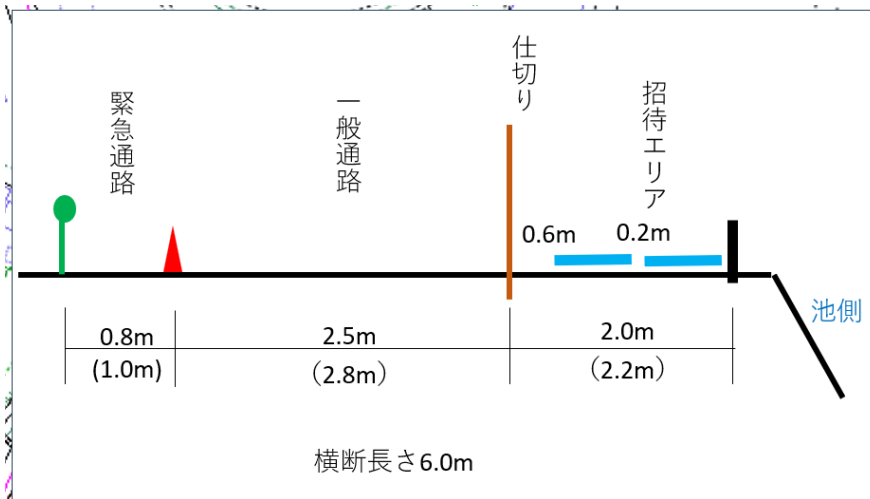 緊急通路
一般通路
仕切り
招待エリア
0.6m
0.2m
池側
0.8m
2.5m
2.0m
(1.0m)
（2.8m）
（2.2m）
横断長さ6.0m